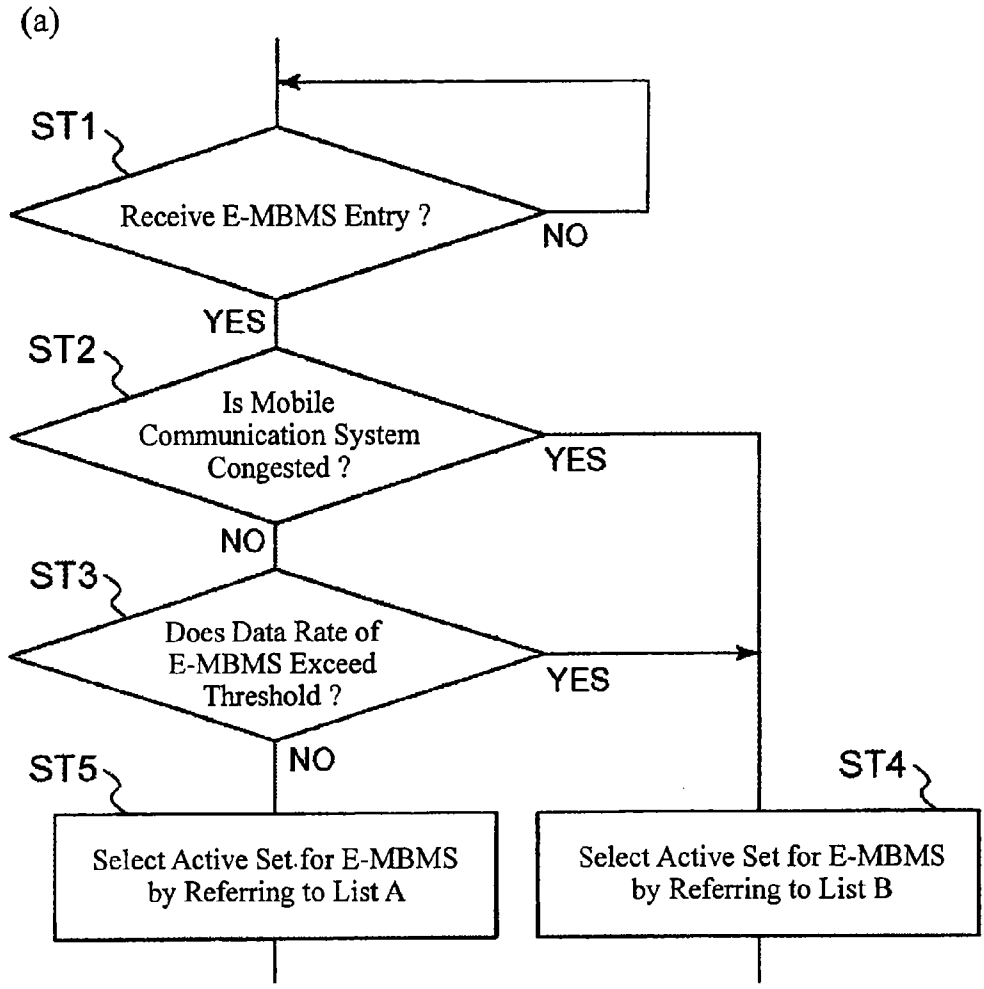 (a)
ST1
Receive E-MBMS Entry ?
NO
YES
ST2
Is Mobile
Communication System
Congested ?
YES
NO
ST3
Does Data Rate of
E-MBMS Exceed
Threshold ?
YES
NO
ST5
ST4
Select Active Set for E-MBMS
by Referring to List A
Select Active Set for E-MBMS
by Referring to List B